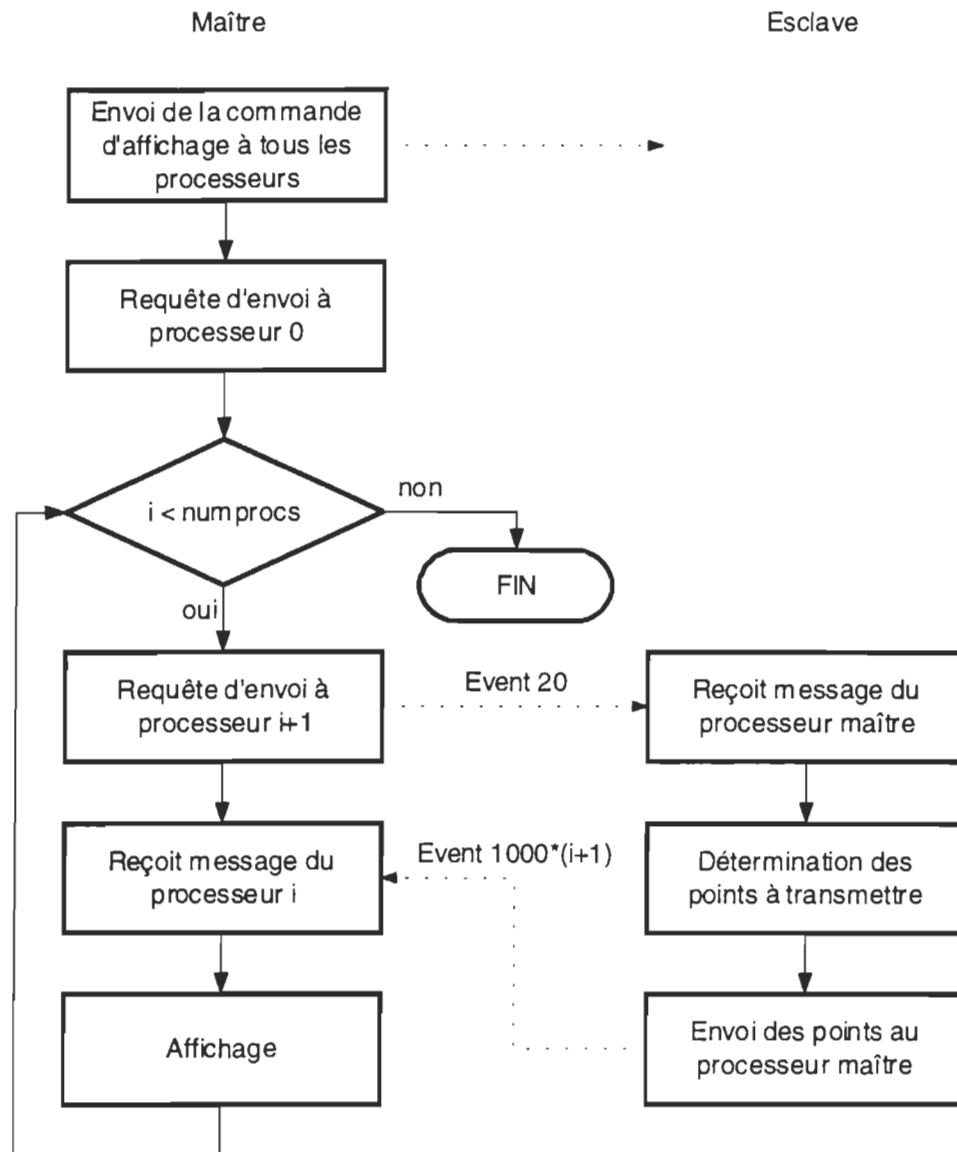 Maître
Esclave
Envoi de la commande
d'affichage à tous les
processeurs
Requête d'envoi à
processeur 0
i < numprocs
non
FIN
oui
Requête d'envoi à
processeur i+1
Event 20
Reçoit message du
processeur maître
Reçoit message du
processeur i
Event 1000*(i+1)
Détermination des
points à transmettre
Affichage
Envoi des points au
processeur maître